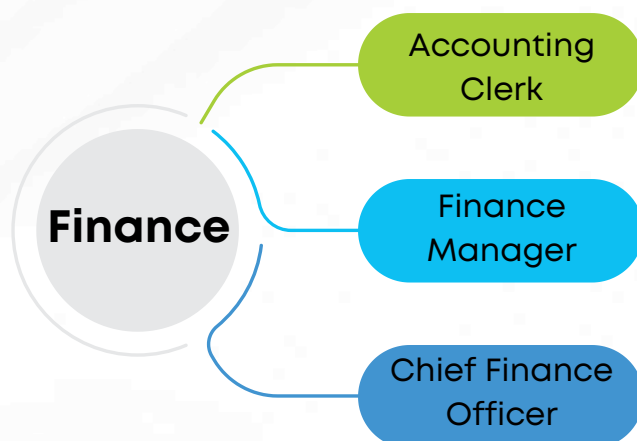 Accounting
Clerk
Finance
Finance
Manager
Chief Finance
Officer